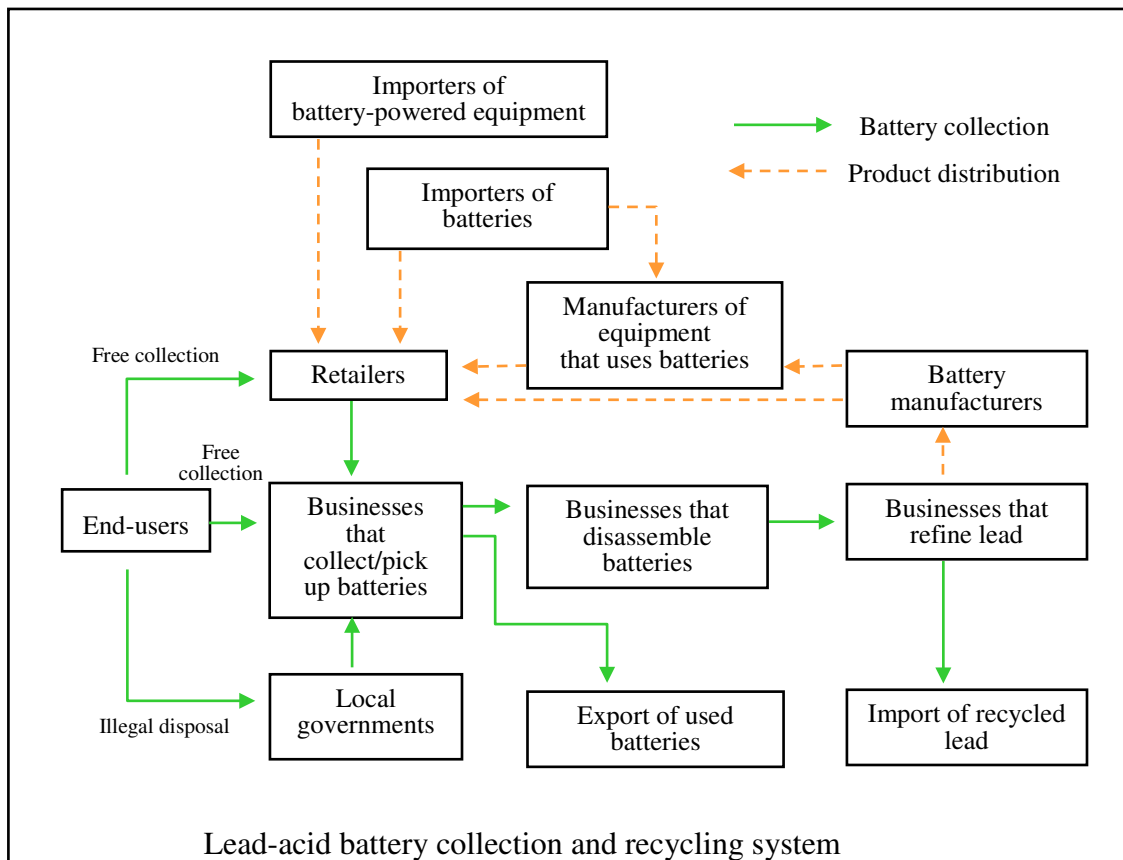 Importers of
battery-powered equipment
Battery collection
Product distribution
Importers of
batteries
Manufacturers of
equipment
that uses batteries
Free collection
Retailers
Battery
manufacturers
Free
collection
End-users
Businesses
that
collect/pick
up batteries
Businesses that
disassemble
batteries
Businesses that
refine lead
Illegal disposal
Local
governments
Export of used
batteries
Import of recycled
lead
Lead-acid battery collection and recycling system